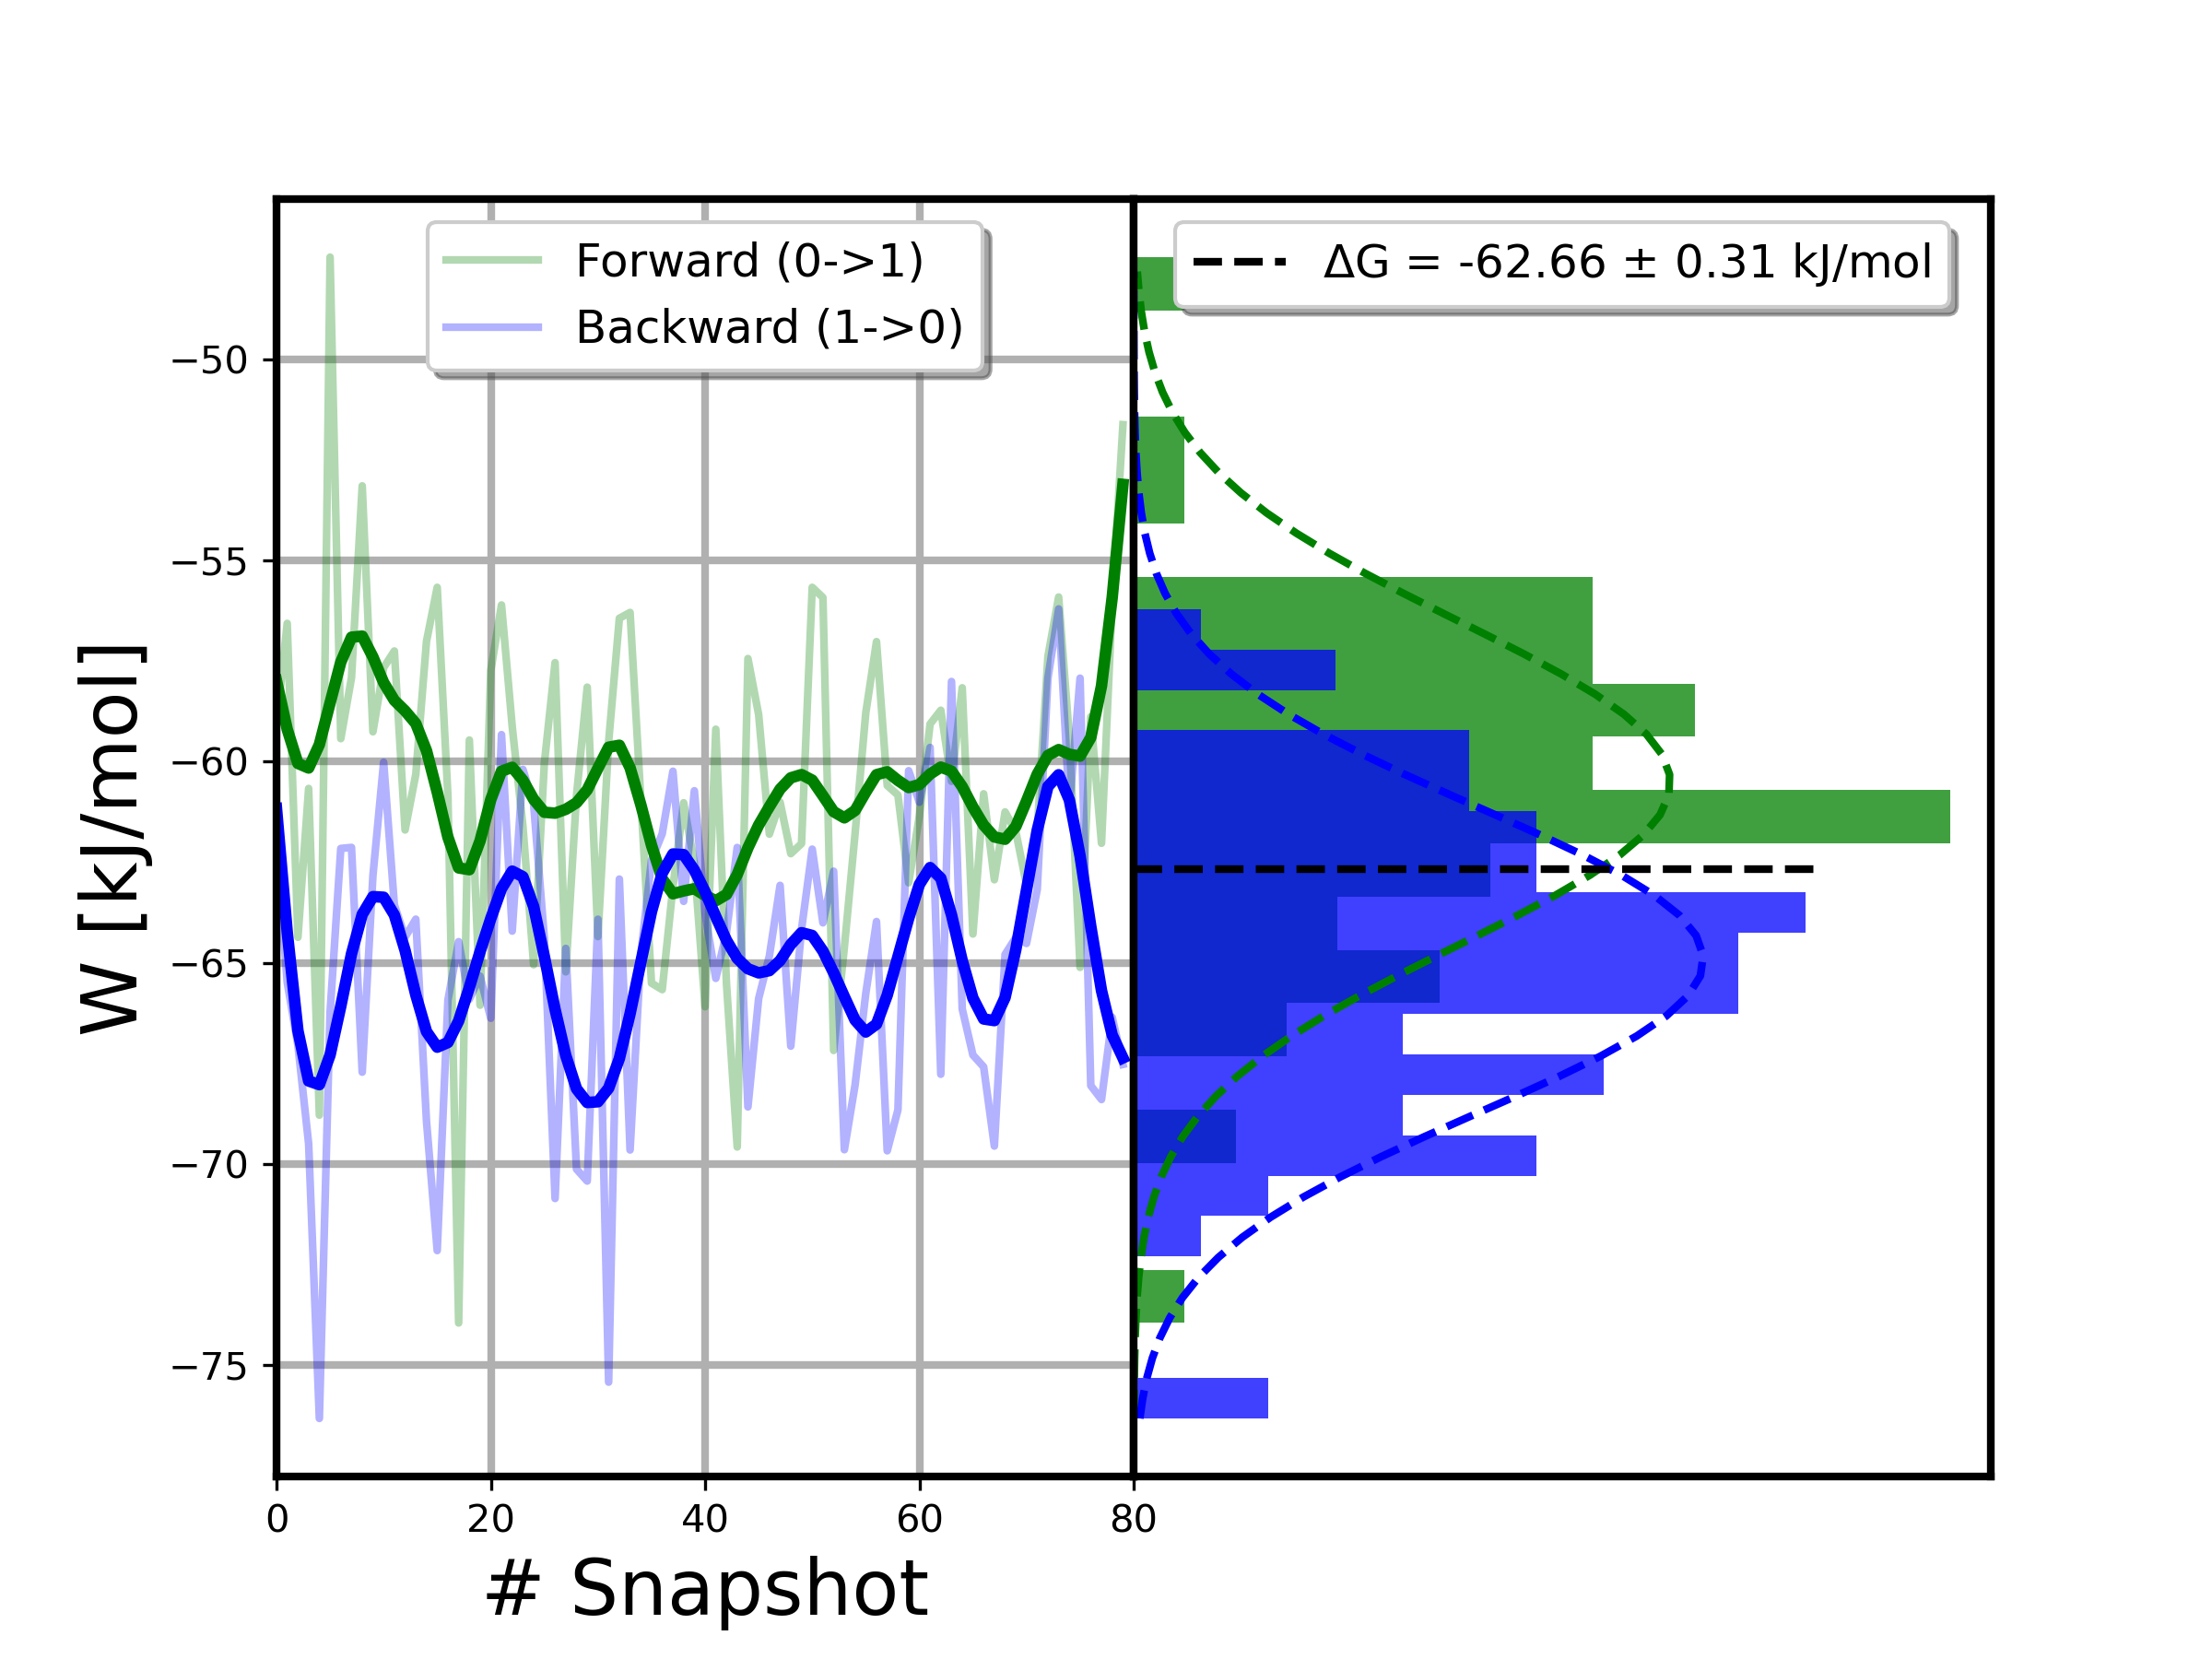 Forward (0->1)
Backward (1->0)
ΔG = -62.66 ± 0.31 kJ/mol
W [kJ/mol]
−50
−55
−60
−65
−70
−75
0 20 40 60 80
# Snapshot